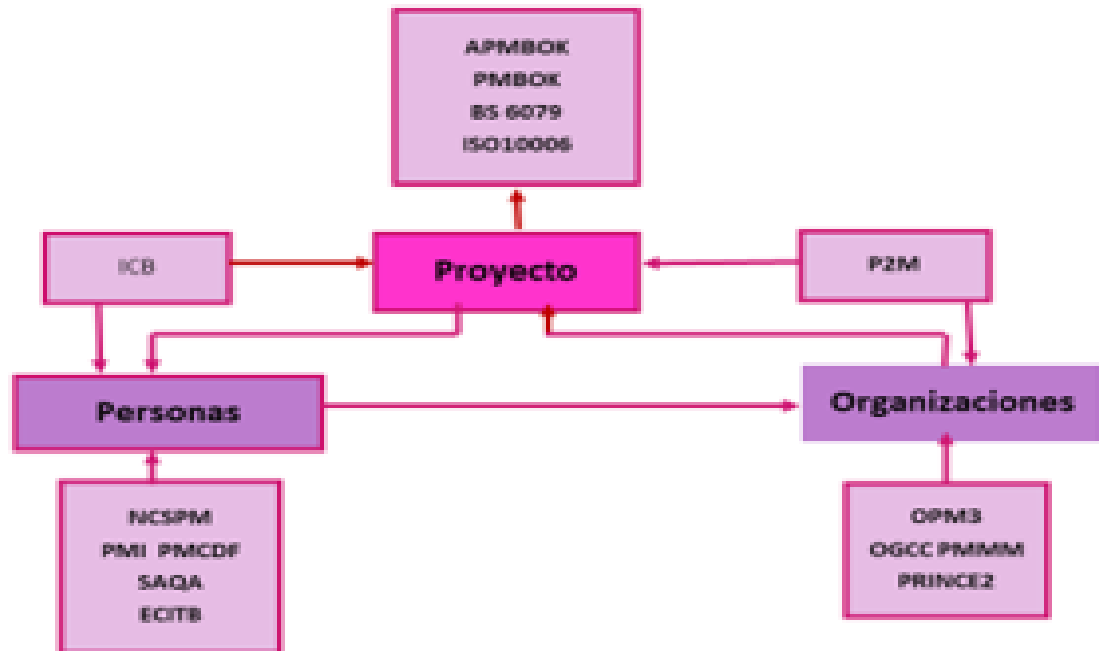 APMBOK
PMBOK
BS 6079
ISO10006
ICB
Proyecto
P2M
Personas
Organizaciones
NCSPM
PMI PMCDF
SAQA
ECITB
OPM3
OGCC PMMM
PRINCE2